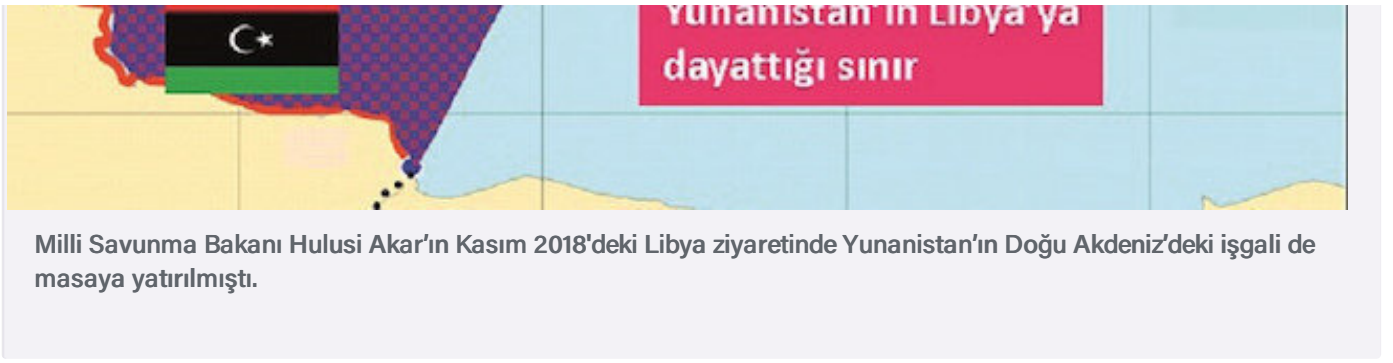 Yunanistan'ın Libya'ya
dayattığı sınır
Milli Savunma Bakanı Hulusi Akar’ın Kasım 2018'deki Libya ziyaretinde Yunanistan’ın Doğu Akdeniz’deki işgali de
masaya yatırılmıştı.